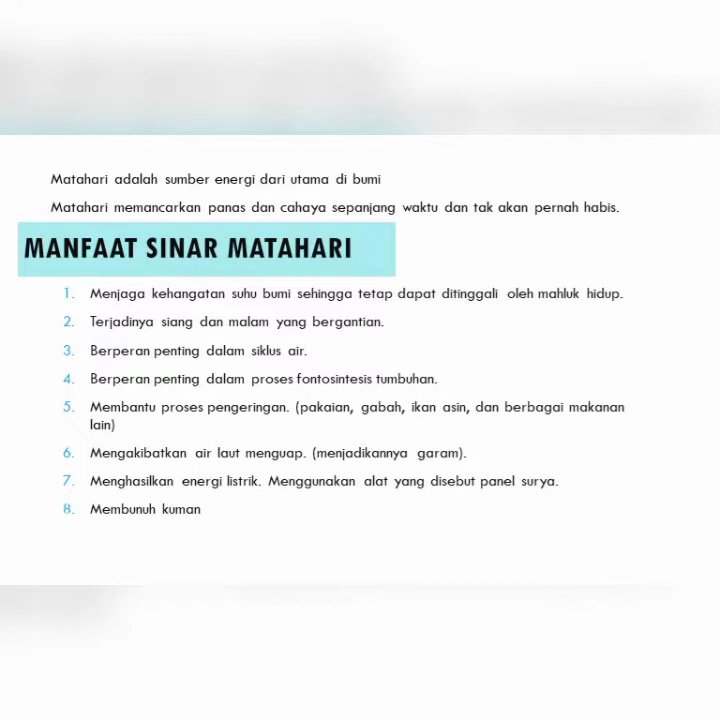 Matahari adalah sumber energi dari utama di bumi
Matahari memancarkan panas dan cahaya sepanjang waktu dan tak akan pernah habis.
MANFAAT SINAR MATAHARI
1. Menjaga kehangatan suhu bumi sehingga tetap dapat ditinggali oleh mahluk hidup.
2. Terjadinya siang dan malam yang bergantian.
3. Berperan penting dalam siklus air.
4. Berperan penting dalam proses fontosintesis tumbuhan.
5. Membantu proses pengeringan. (pakaian, gabah, ikan asin, dan berbagai makanan
lain)
6. Mengakibatkan air laut menguap. (menjadikannya garam).
7. Menghasilkan energi listrik. Menggunakan alat yang disebut panel surya.
8. Membunuh kuman